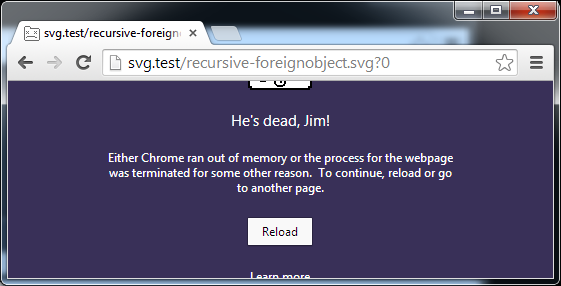 svg.test/recursive-foreigno
svg.test/recursive-foreignobject.svg?0
He's dead, Jim!
Either Chrome ran out of memory or the process for the webpage
was terminated for some other reason. To continue, reload or go
to another page.
Reload
Learn more